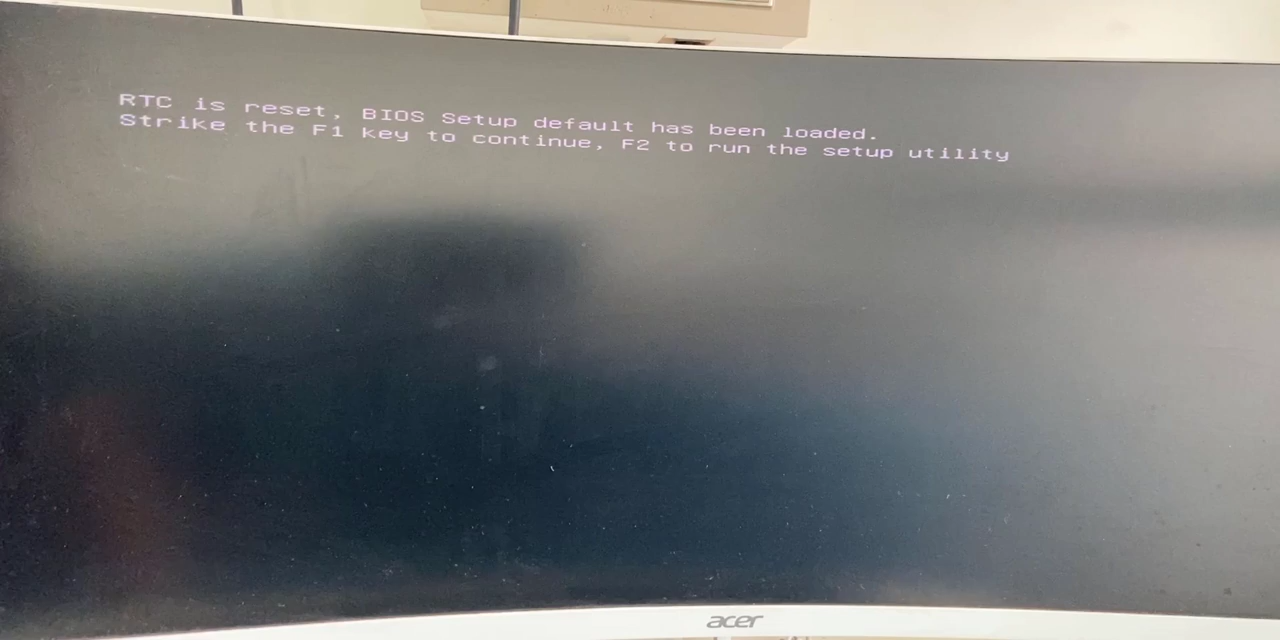 RTC is reset, BIOS Setup default has been loaded.
Strike the F1 key to continue, F2 to run the setup utility
acer